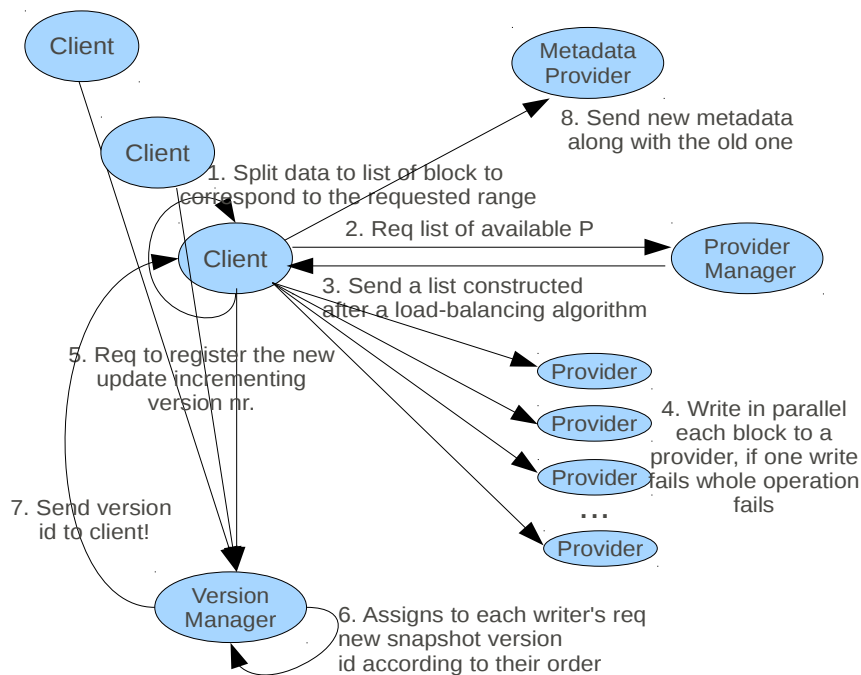 Client
Metadata
Provider
8. Send new metadata
along with the old one
Client
1. Split data to list of block to
correspond to the requested range
2. Req list of available P
Client
Provider
Manager
3. Send a list constructed
after a load-balancing algorithm
5. Req to register the new
update incrementing
version nr.
Provider
Provider
Provider
...
Provider
4. Write in parallel
each block to a
provider, if one write
fails whole operation
fails
7. Send version
id to client!
Version
Manager
6. Assigns to each writer's req
new snapshot version
id according to their order